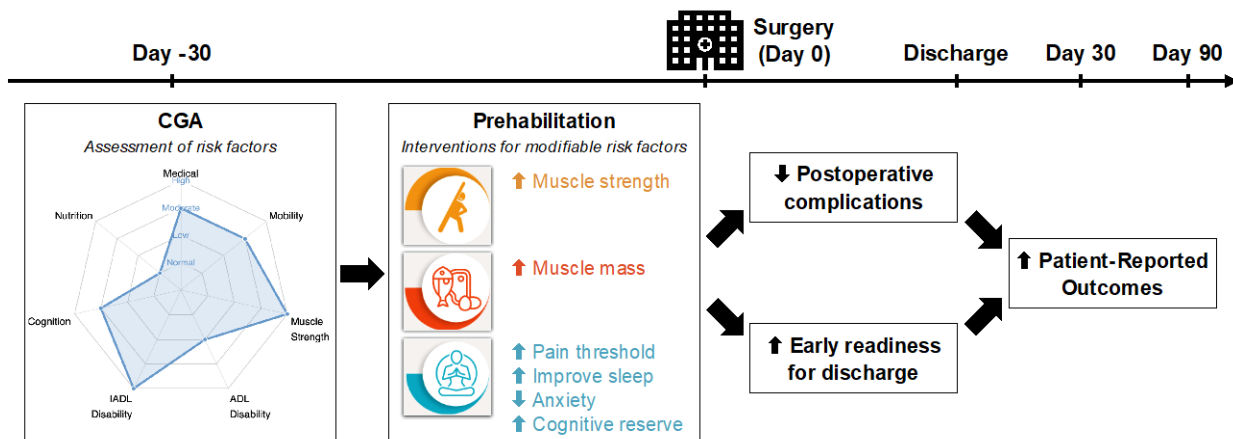 Day -30
Surgery
(Day 0)
Discharge
Day 30
Day 90
CGA
Assessment of risk factors
Medical
High
Moderate
Low
Normal
Nutrition
Mobility
Cognition
Muscle
Strength
IADL
Disability
ADL
Disability
Prehabilitation
Interventions for modifiable risk factors
Muscle strength
Muscle mass
Pain threshold
Improve sleep
Anxiety
Cognitive reserve
Postoperative
complications
Early readiness
for discharge
Patient-Reported
Outcomes